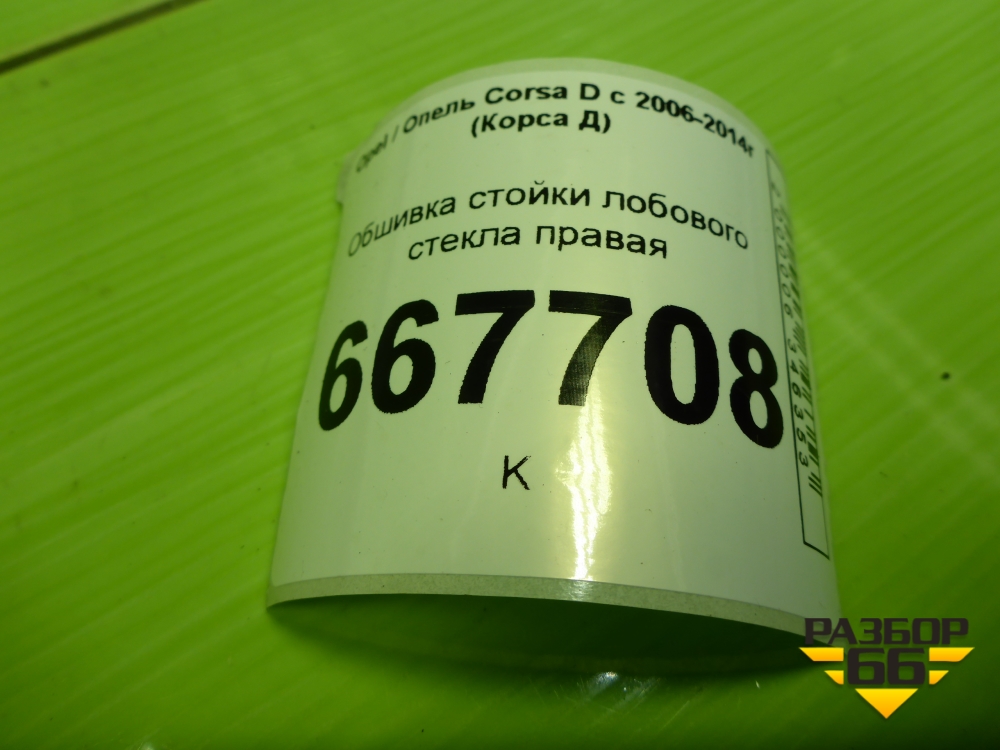 Opel / Опель Corsa D с 2006-2014г
(Корса Д)
Обшивка стойки лобового
стекла правая
667708
К
РАЗБОР
66